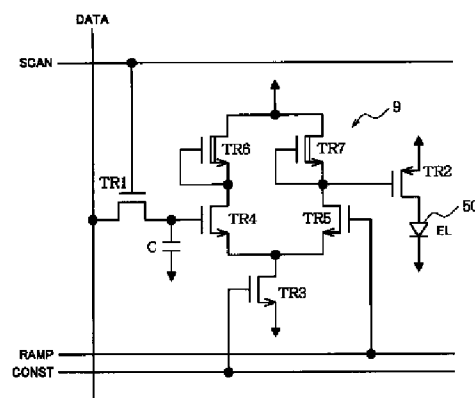 DATA
SCAN
9
TR6
TR7
TR2
TR1
50
TR4
TR5
EL
C
TR3
RAMP
CONST